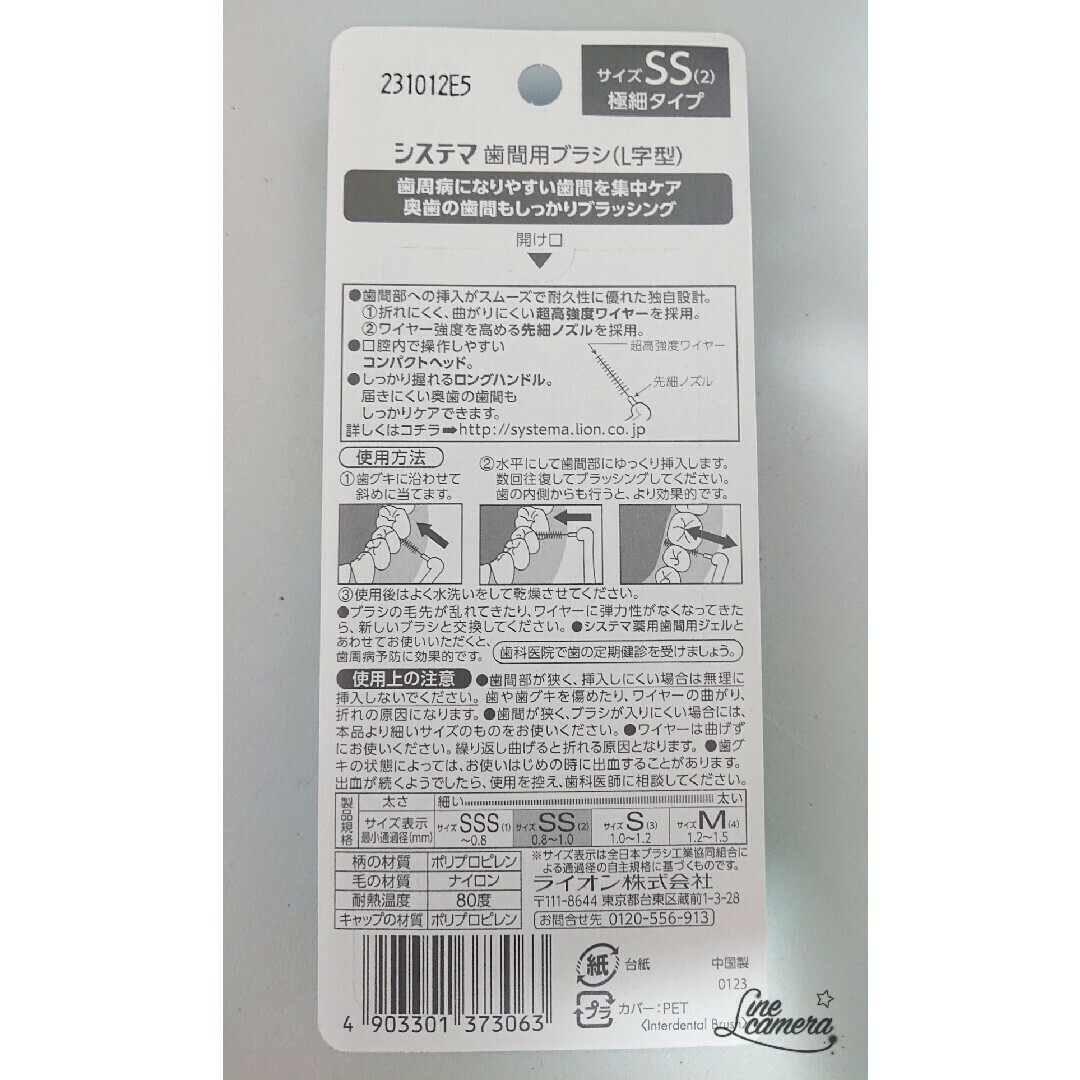 231012E5
サイズSS(2)
極細タイプ
システマ 歯間用ブラシ(L字型)
歯周病になりやすい歯間を集中ケア
奥歯の歯間もしっかりブラッシング
開け口
●歯間部への挿入がスムーズで耐久性に優れた独自設計。
①折れにくく、曲がりにくい超高強度ワイヤーを採用。
②ワイヤー強度を高める先細ノズルを採用。
●口腔内で操作しやすい
コンパクトヘッド。
●しっかり握れるロングハンドル。
届きにくい奥歯の歯間も
しっかりケアできます。
詳しくはコチラ➡http://systema.lion.co.jp
超高強度ワイヤー
先細ノズル
使用方法
①歯グキに沿わせて
斜めに当てます。
②水平にして歯間部にゆっくり挿入します。
数回往復してブラッシングしてください。
歯の内側からも行うと、より効果的です。
③使用後はよく水洗いをして乾燥させてください。
●ブラシの毛先が乱れてきたり、ワイヤーに弾力性がなくなってきた
ら、新しいブラシと交換してください。●システマ薬用歯間用ジェルと
あわせてお使いいただくと、
歯周病予防に効果的です。
歯科医院で歯の定期健診を受けましょう。
使用上の注意 ●歯間部が狭く、挿入しにくい場合は無理に
挿入しないでください。歯や歯グキを傷めたり、ワイヤーの曲がり、
折れの原因になります。●歯間が狭く、ブラシが入りにくい場合には、
本品より細いサイズのものをお使いください。●ワイヤーは曲げず
にお使いください。繰り返し曲げると折れる原因となります。●歯グ
キの状態によっては、お使いはじめの時に出血することがあります。
出血が続くようでしたら、使用を控え、歯科医師に相談してください。
製品規格
太さ 細い 太い
サイズ表示 サイズSSS(1) サイズSS(2) サイズS(3) サイズM(4)
最小通過径(mm) ~0.8 0.8~1.0 1.0~1.2 1.2~1.5
柄の材質 ポリプロピレン
毛の材質 ナイロン
耐熱温度 80度
キャップの材質 ポリプロピレン
※サイズ表示は全日本ブラシ工業協同組合に
よる通過径の自主規格に基づくものです。
ライオン株式会社
〒111-8644 東京都台東区蔵前1-3-28
お問合せ先 0120-556-913
4 903301 373063
紙 台紙
プラ カバー:PET
中国製
0123
〈Interdental Brush〉
Line camera